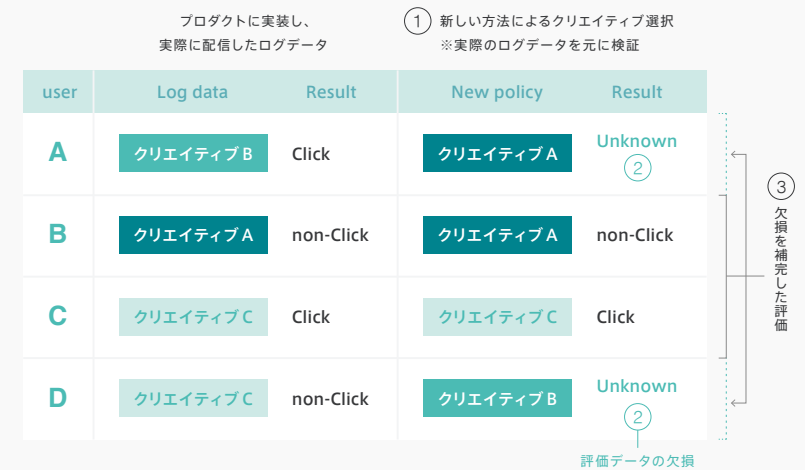 プロダクトに実装し、
実際に配信したログデータ
① 新しい方法によるクリエイティブ選択
※実際のログデータを元に検証
user Log data Result New policy Result
A クリエイティブ B Click クリエイティブ A Unknown
②
B クリエイティブ A non-Click クリエイティブ A non-Click
C クリエイティブ C Click クリエイティブ C Click
D クリエイティブ C non-Click クリエイティブ B Unknown
②
評価データの欠損
③
欠損を補完した評価